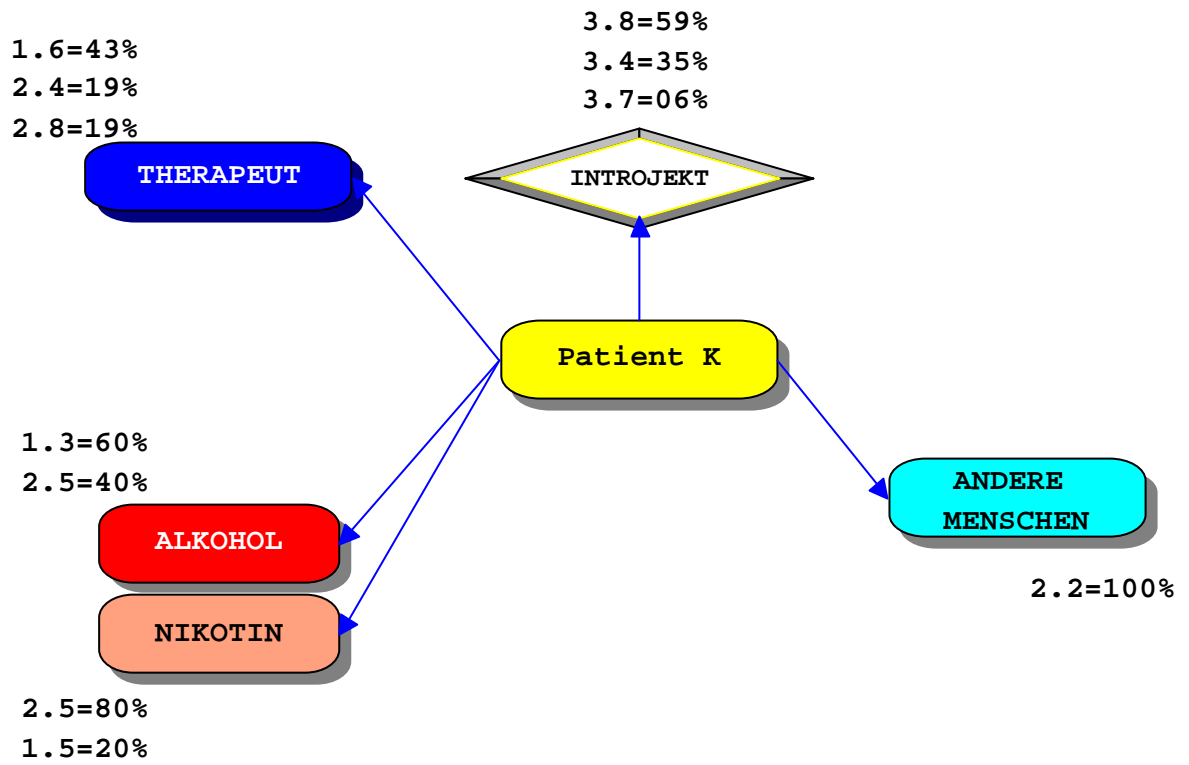 3.8=59%
3.4=35%
3.7=06%
1.6=43%
2.4=19%
2.8=19%
THERAPEUT
INTROJEKT
Patient K
1.3=60%
2.5=40%
ALKOHOL
NIKOTIN
2.5=80%
1.5=20%
ANDERE
MENSCHEN
2.2=100%